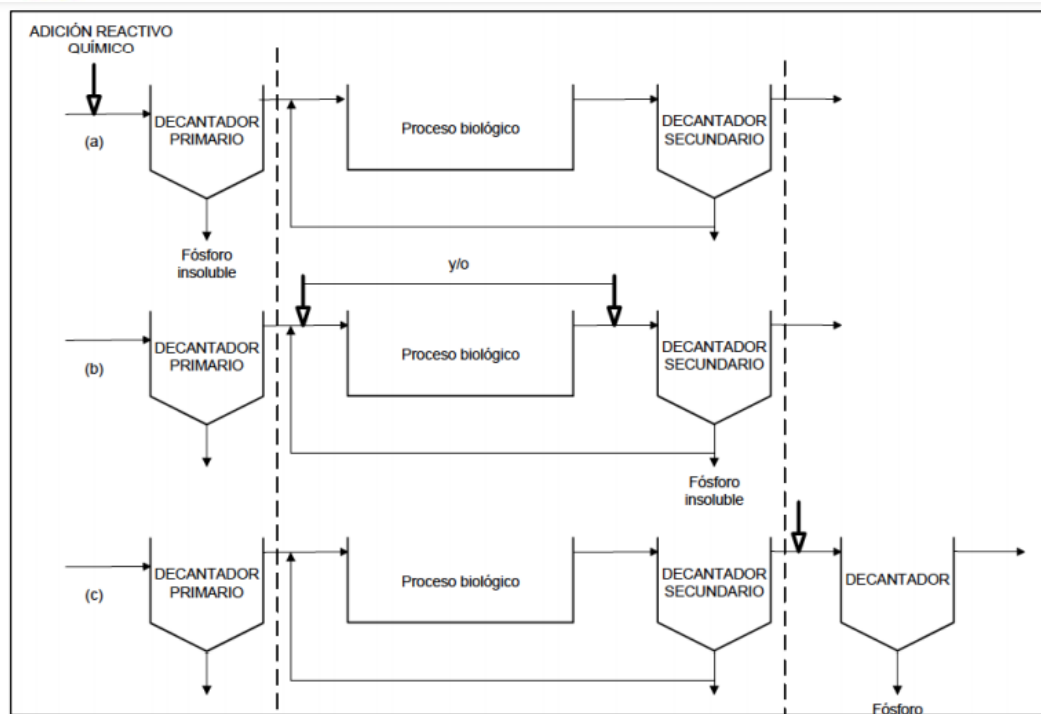 ADICIÓN REACTIVO
QUÍMICO
(a)
DECANTADOR
PRIMARIO
Proceso biológico
DECANTADOR
SECUNDARIO
Fósforo
insoluble
y/o
(b)
DECANTADOR
PRIMARIO
Proceso biológico
DECANTADOR
SECUNDARIO
Fósforo
insoluble
(c)
DECANTADOR
PRIMARIO
Proceso biológico
DECANTADOR
SECUNDARIO
DECANTADOR
Fósforo